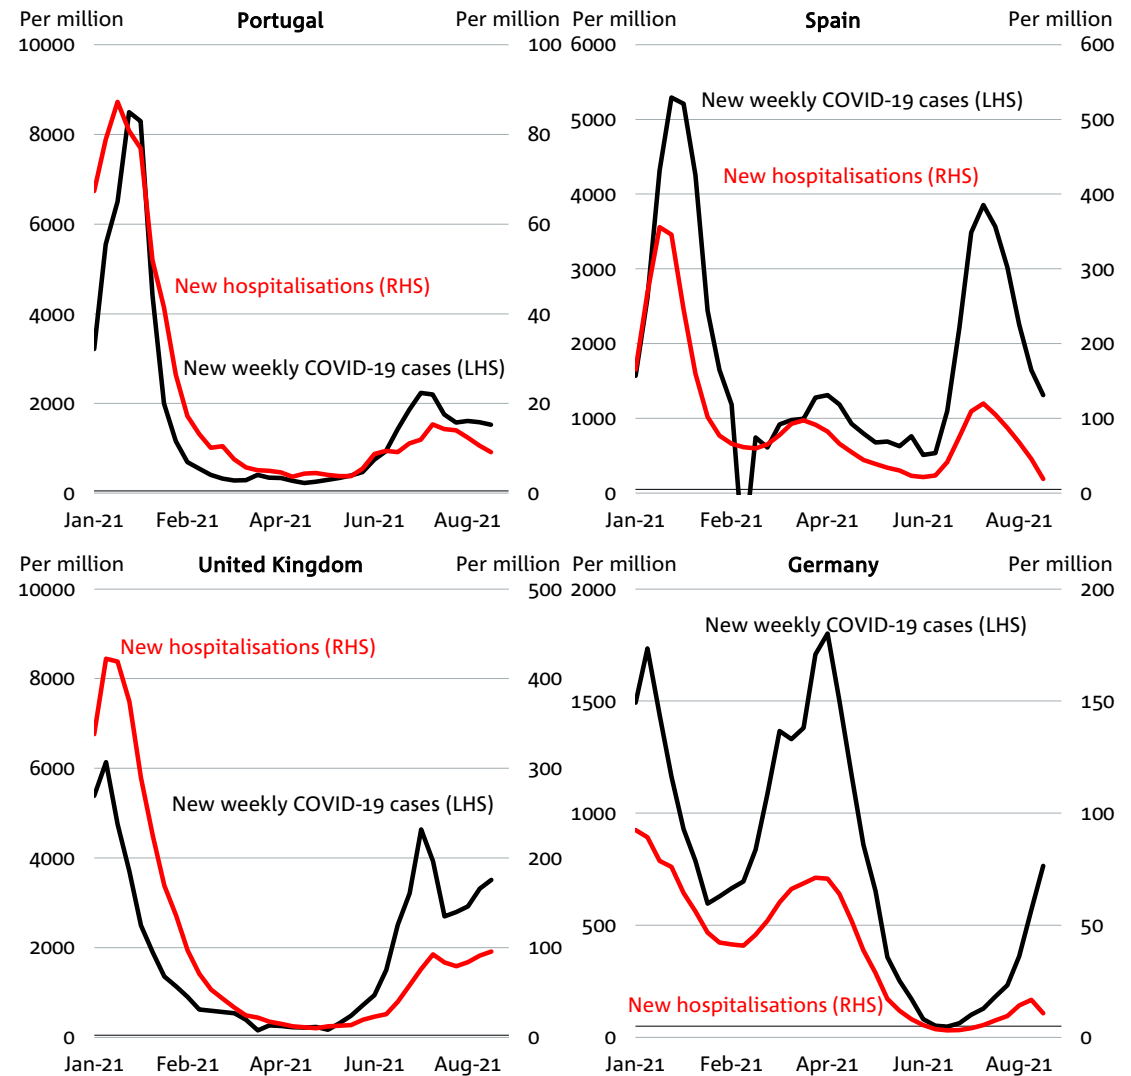 Per million Portugal Per million
10000 100
8000 80
6000 60
New hospitalisations (RHS)
4000 40
New weekly COVID-19 cases (LHS)
2000 20
0 0
Jan-21 Feb-21 Apr-21 Jun-21 Aug-21
Per million Spain Per million
6000 600
New weekly COVID-19 cases (LHS)
5000 500
New hospitalisations (RHS)
4000 400
3000 300
2000 200
1000 100
0 0
Jan-21 Feb-21 Apr-21 Jun-21 Aug-21
Per million United Kingdom Per million
10000 500
New hospitalisations (RHS)
8000 400
6000 300
New weekly COVID-19 cases (LHS)
4000 200
2000 100
0 0
Jan-21 Feb-21 Apr-21 Jun-21 Aug-21
Per million Germany Per million
2000 200
New weekly COVID-19 cases (LHS)
1500 150
1000 100
500 50
New hospitalisations (RHS)
0 0
Jan-21 Feb-21 Apr-21 Jun-21 Aug-21